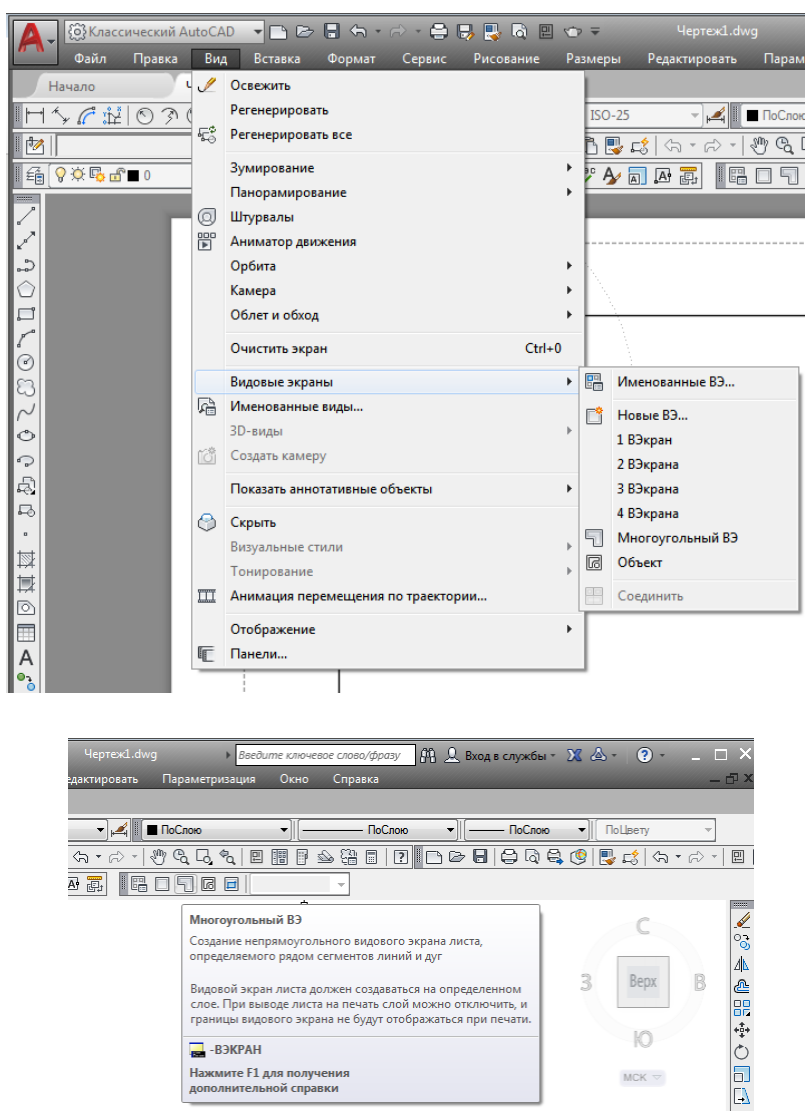 Классический AutoCAD
Чертеж1.dwg
Файл Правка Вид Вставка Формат Сервис Рисование Размеры Редактировать Парам
Начало
ISO-25 ПоСлою
0
Освежить
Регенерировать
Регенерировать все
Зумирование
Панорамирование
Штурвалы
Аниматор движения
Орбита
Камера
Облет и обход
Очистить экран Ctrl+0
Видовые экраны
Именованные виды...
3D-виды
Создать камеру
Показать аннотативные объекты
Скрыть
Визуальные стили
Тонирование
Анимация перемещения по траектории...
Отображение
Панели...
Именованные ВЭ...
Новые ВЭ...
1 ВЭкран
2 ВЭкрана
3 ВЭкрана
4 ВЭкрана
Многоугольный ВЭ
Объект
Соединить
Чертеж1.dwg Введите ключевое слово/фразу Вход в службы
едактировать Параметризация Окно Справка
ПоСлою ПоСлою ПоСлою ПоЦвету
Многоугольный ВЭ
Создание непрямоугольного видового экрана листа,
определяемого рядом сегментов линий и дуг
Видовой экран листа должен создаваться на определенном
слое. При выводе листа на печать слой можно отключить, и
границы видового экрана не будут отображаться при печати.
-ВЭКРАН
Нажмите F1 для получения
дополнительной справки
С
З Верх В
Ю
МСК